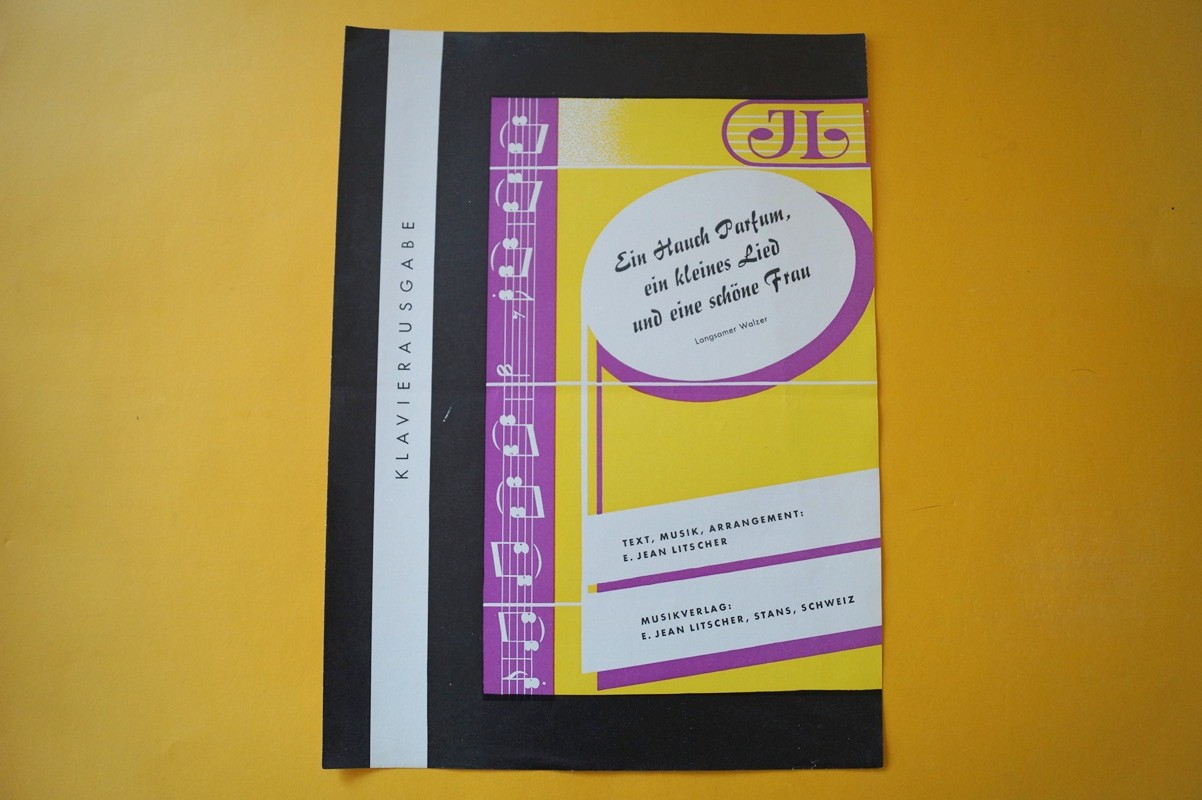 KLAVIERAUSGABE
JL
Ein Hauch Parfum,
ein kleines Lied
und eine schöne Frau
Langsamer Walzer
TEXT, MUSIK, ARRANGEMENT:
E. JEAN LITSCHER
MUSIKVERLAG:
E. JEAN LITSCHER, STANS, SCHWEIZ